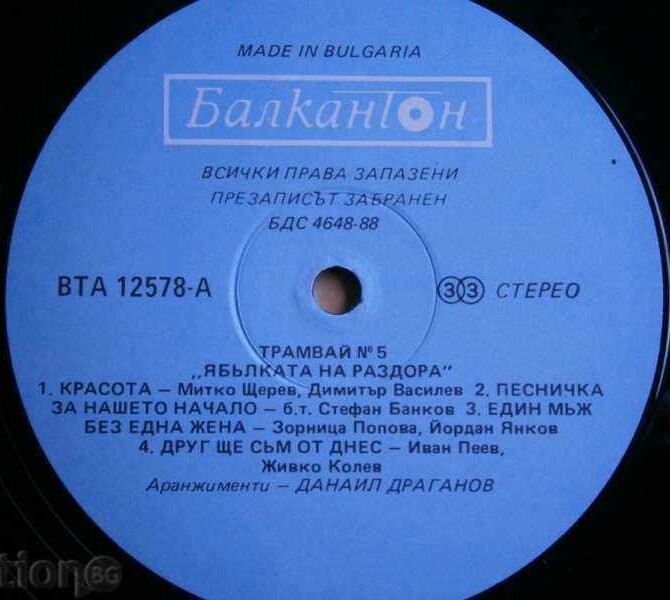 MADE IN BULGARIA
Балкантон
ВСИЧКИ ПРАВА ЗАПАЗЕНИ
ПРЕЗАПИСЪТ ЗАБРАНЕН
БДС 4648-88
ВТА 12578-А
33 СТЕРЕО
ТРАМВАЙ № 5
„ЯБЪЛКАТА НА РАЗДОРА"
1. КРАСОТА — Митко Щерев, Димитър Василев 2. ПЕСНИЧКА
ЗА НАШЕТО НАЧАЛО — б.т. Стефан Банков 3. ЕДИН МЪЖ
БЕЗ ЕДНА ЖЕНА — Зорница Попова, Йордан Янков
4. ДРУГ ЩЕ СЪМ ОТ ДНЕС — Иван Пеев,
Живко Колев
Аранжименти — ДАНАИЛ ДРАГАНОВ